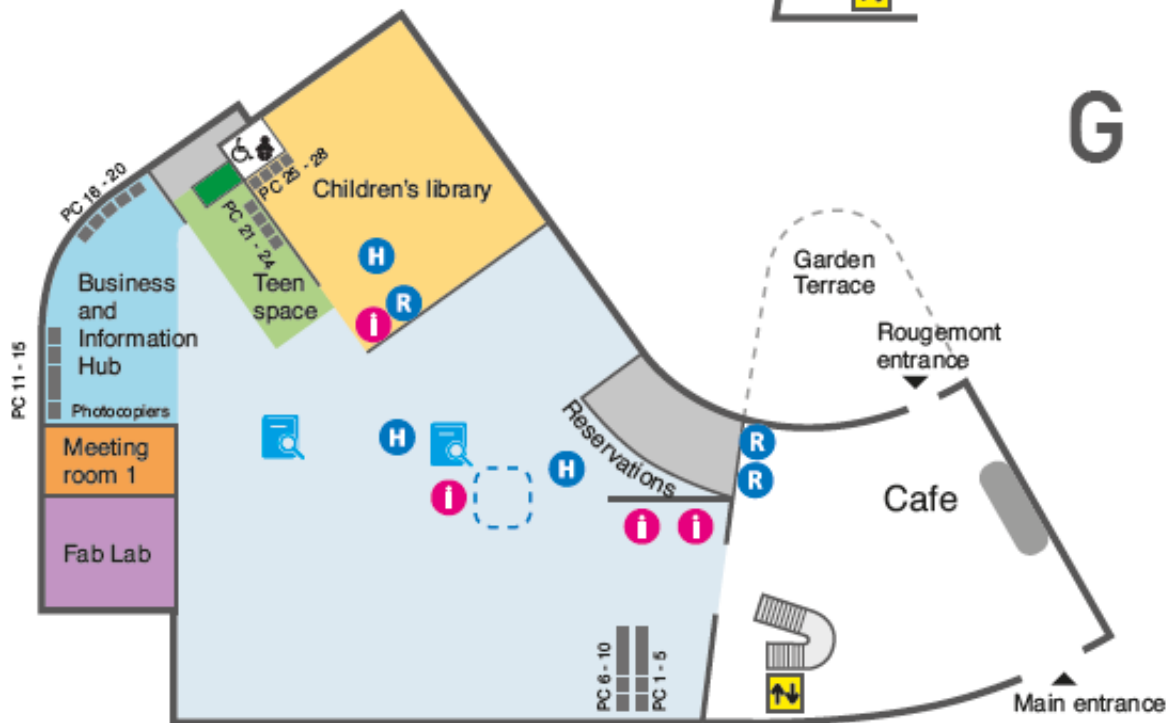 G
PC 16 - 20
PC 25 - 28
Children's library
PC 21 - 24
H
R
i
Teen
space
Business
and
Information
Hub
PC 11 - 15
Photocopiers
Meeting
room 1
Fab Lab
H
i
H
Reservations
i
i
Garden
Terrace
Rougemont
entrance
R
R
Cafe
PC 6 - 10
PC 1 - 5
Main entrance